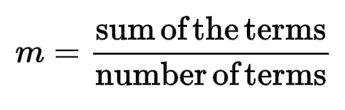 m = sum of the terms / number of terms